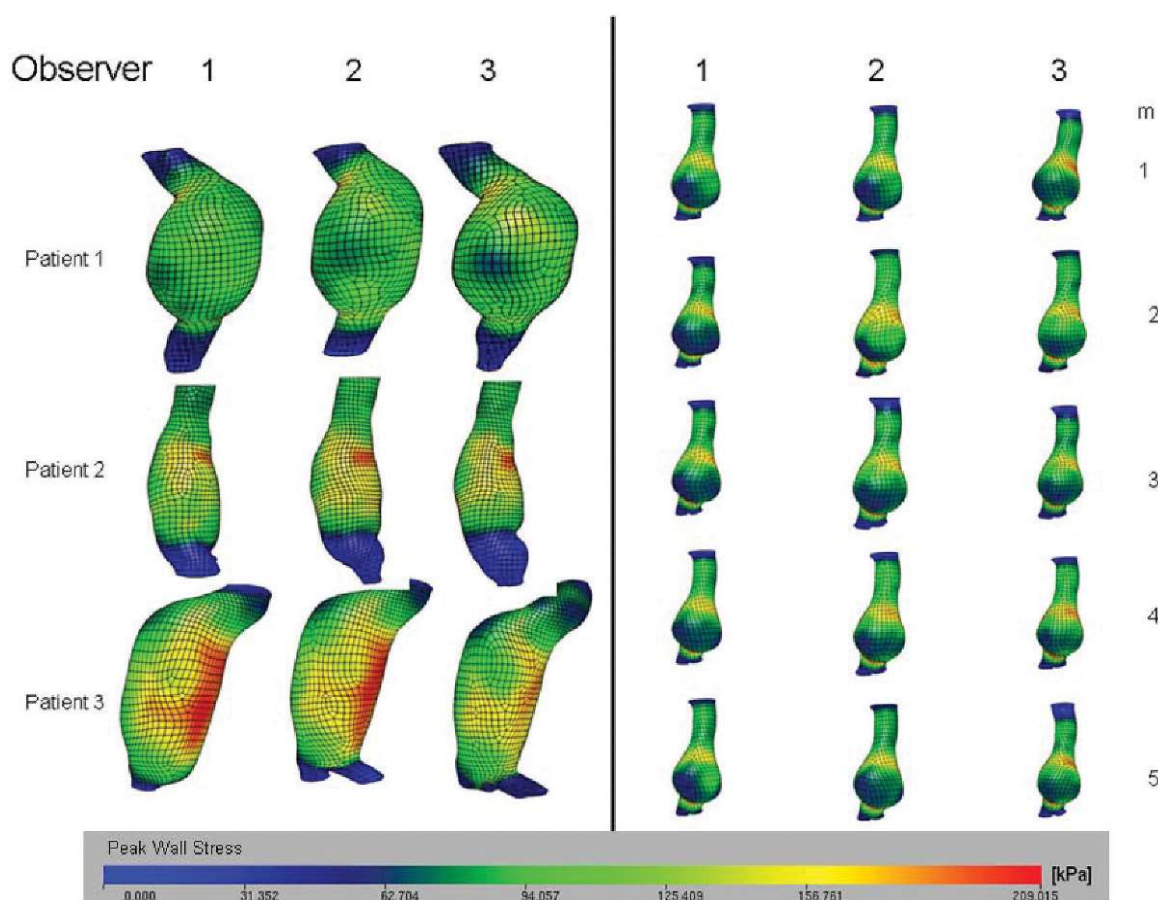 Observer 1 2 3 1 2 3
m
1
Patient 1
2
Patient 2
3
4
Patient 3
5
Peak Wall Stress
0.000 31.352 62.704 94.057 125.409 156.761 209.015 [kPa]